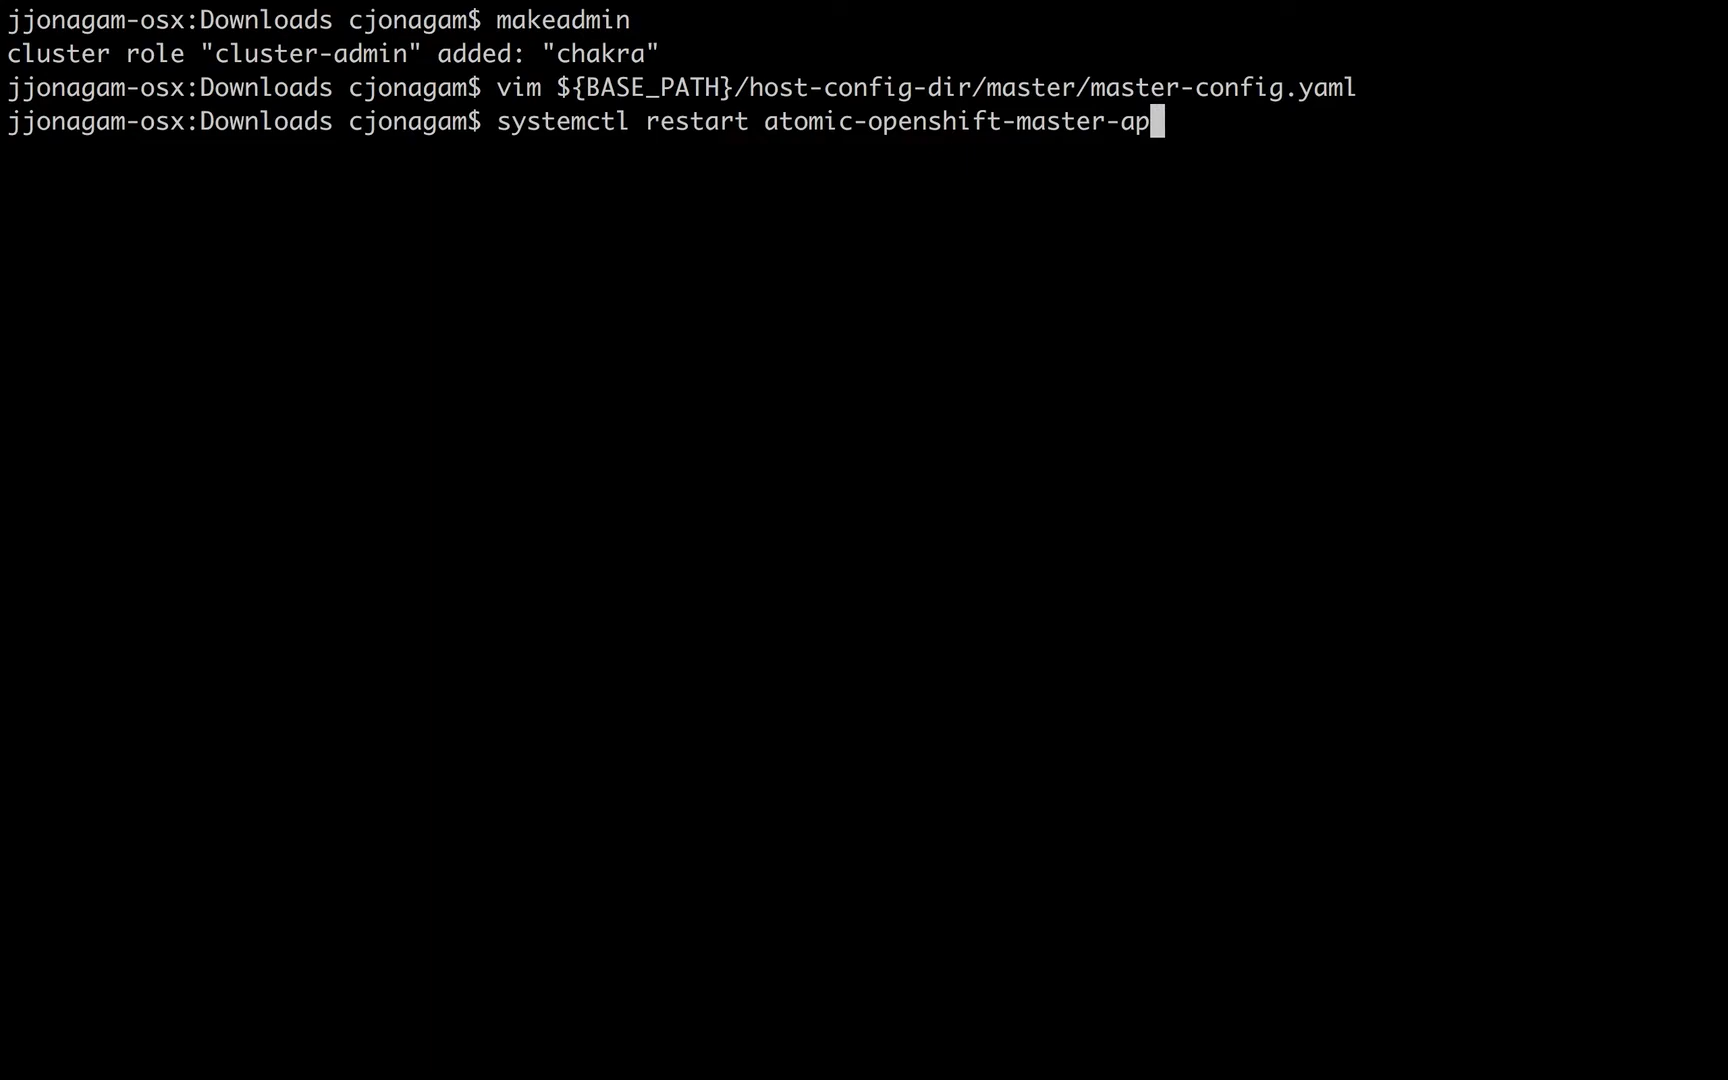 jjonagam-osx:Downloads cjonagam$ makeadmin
cluster role "cluster-admin" added: "chakra"
jjonagam-osx:Downloads cjonagam$ vim ${BASE_PATH}/host-config-dir/master/master-config.yaml
jjonagam-osx:Downloads cjonagam$ systemctl restart atomic-openshift-master-ap